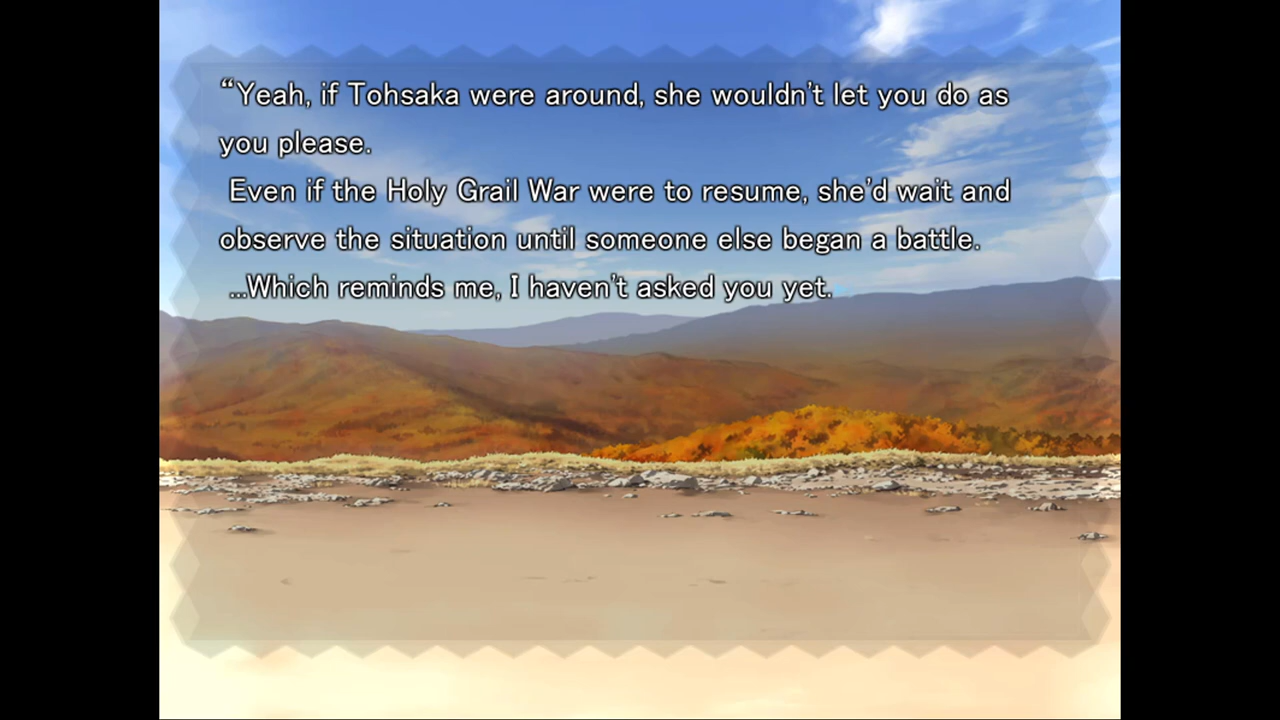 “Yeah, if Tohsaka were around, she wouldn't let you do as
you please.
Even if the Holy Grail War were to resume, she'd wait and
observe the situation until someone else began a battle.
...Which reminds me, I haven't asked you yet.